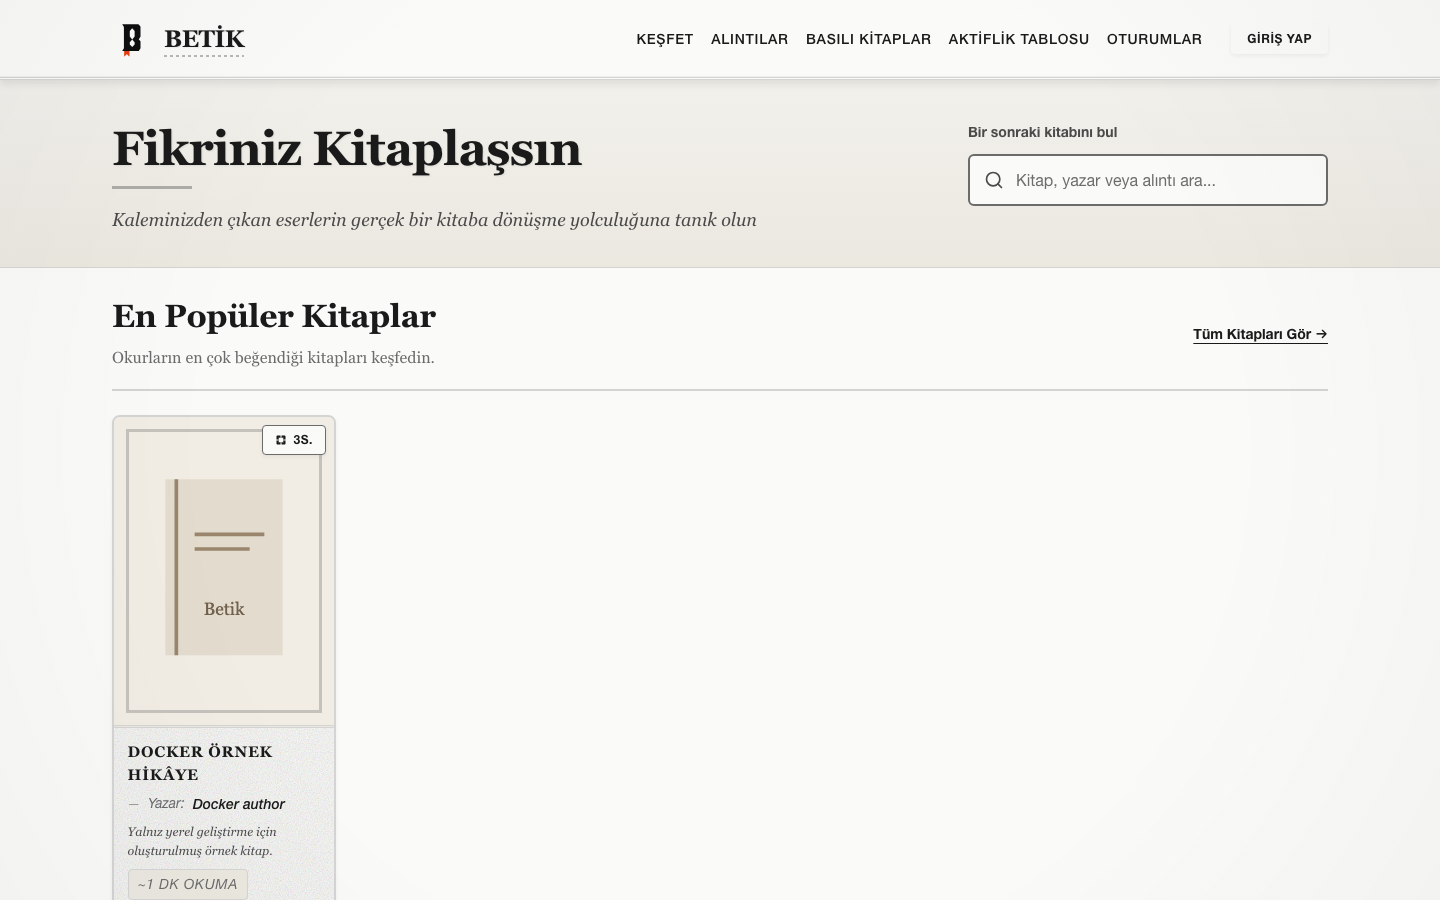 BETİK
KEŞFET ALINTILAR BASILI KİTAPLAR AKTİFLİK TABLOSU OTURUMLAR GİRİŞ YAP
Fikriniz Kitaplaşsın
Kaleminizden çıkan eserlerin gerçek bir kitaba dönüşme yolculuğuna tanık olun
Bir sonraki kitabını bul
Kitap, yazar veya alıntı ara...
En Popüler Kitaplar
Okurların en çok beğendiği kitapları keşfedin.
Tüm Kitapları Gör →
3S.
Betik
DOCKER ÖRNEK
HİKÂYE
— Yazar: Docker author
Yalnız yerel geliştirme için
oluşturulmuş örnek kitap.
~1 DK OKUMA